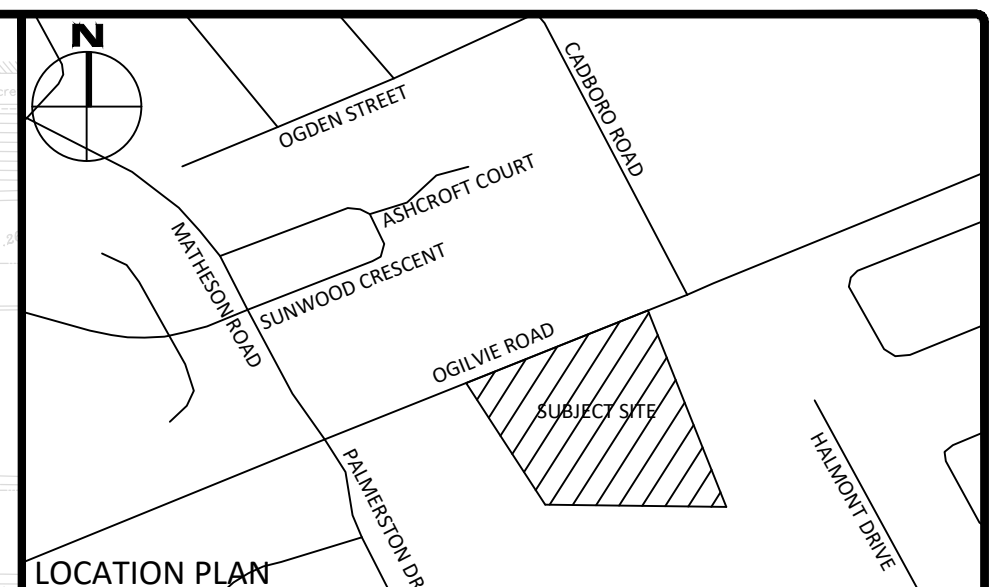 N
OGDEN STREET
CADBORO ROAD
ASHCROFT COURT
MATHESON ROAD
SUNWOOD CRESCENT
OGILVIE ROAD
SUBJECT SITE
HALMONT DRIVE
PALMERSTON DR
LOCATION PLAN